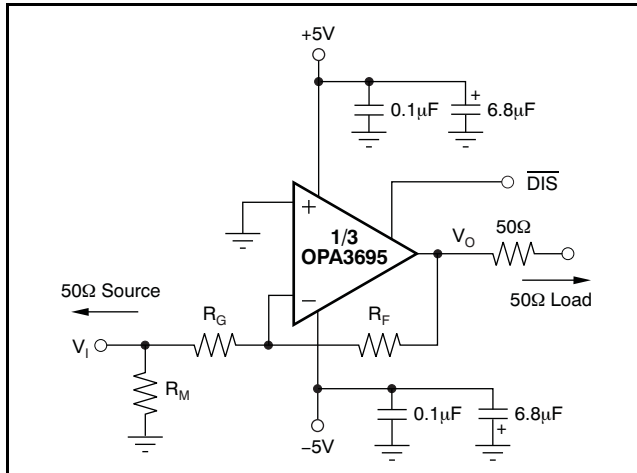 +5V
+
0.1µF
6.8µF
DIS
+
1/3
OPA3695
−
V_O
50Ω
50Ω Load
50Ω Source
R_G
R_F
V_I
R_M
0.1µF
6.8µF
+
−5V